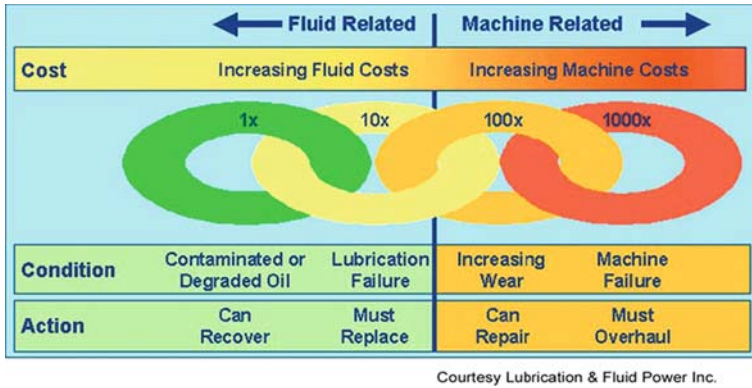 Fluid Related
Machine Related
Cost
Increasing Fluid Costs
Increasing Machine Costs
1x
10x
100x
1000x
Condition
Contaminated or
Degraded Oil
Lubrication
Failure
Increasing
Wear
Machine
Failure
Action
Can
Recover
Must
Replace
Can
Repair
Must
Overhaul
Courtesy Lubrication & Fluid Power Inc.